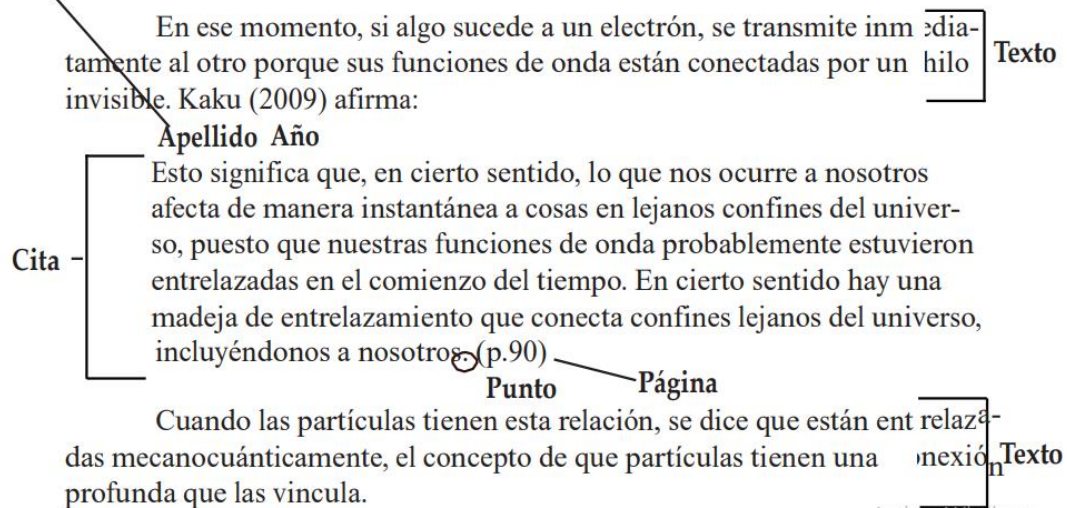 En ese momento, si algo sucede a un electrón, se transmite inm edia-
tamente al otro porque sus funciones de onda están conectadas por un hilo
Texto
invisible. Kaku (2009) afirma:
Apellido Año
Esto significa que, en cierto sentido, lo que nos ocurre a nosotros
afecta de manera instantánea a cosas en lejanos confines del univer-
so, puesto que nuestras funciones de onda probablemente estuvieron
Cita
entrelazadas en el comienzo del tiempo. En cierto sentido hay una
madeja de entrelazamiento que conecta confines lejanos del universo,
incluyéndonos a nosotros. (p.90)
Punto
Página
Cuando las partículas tienen esta relación, se dice que están ent relaza-
das mecanocuánticamente, el concepto de que partículas tienen una onexión
Texto
profunda que las vincula.